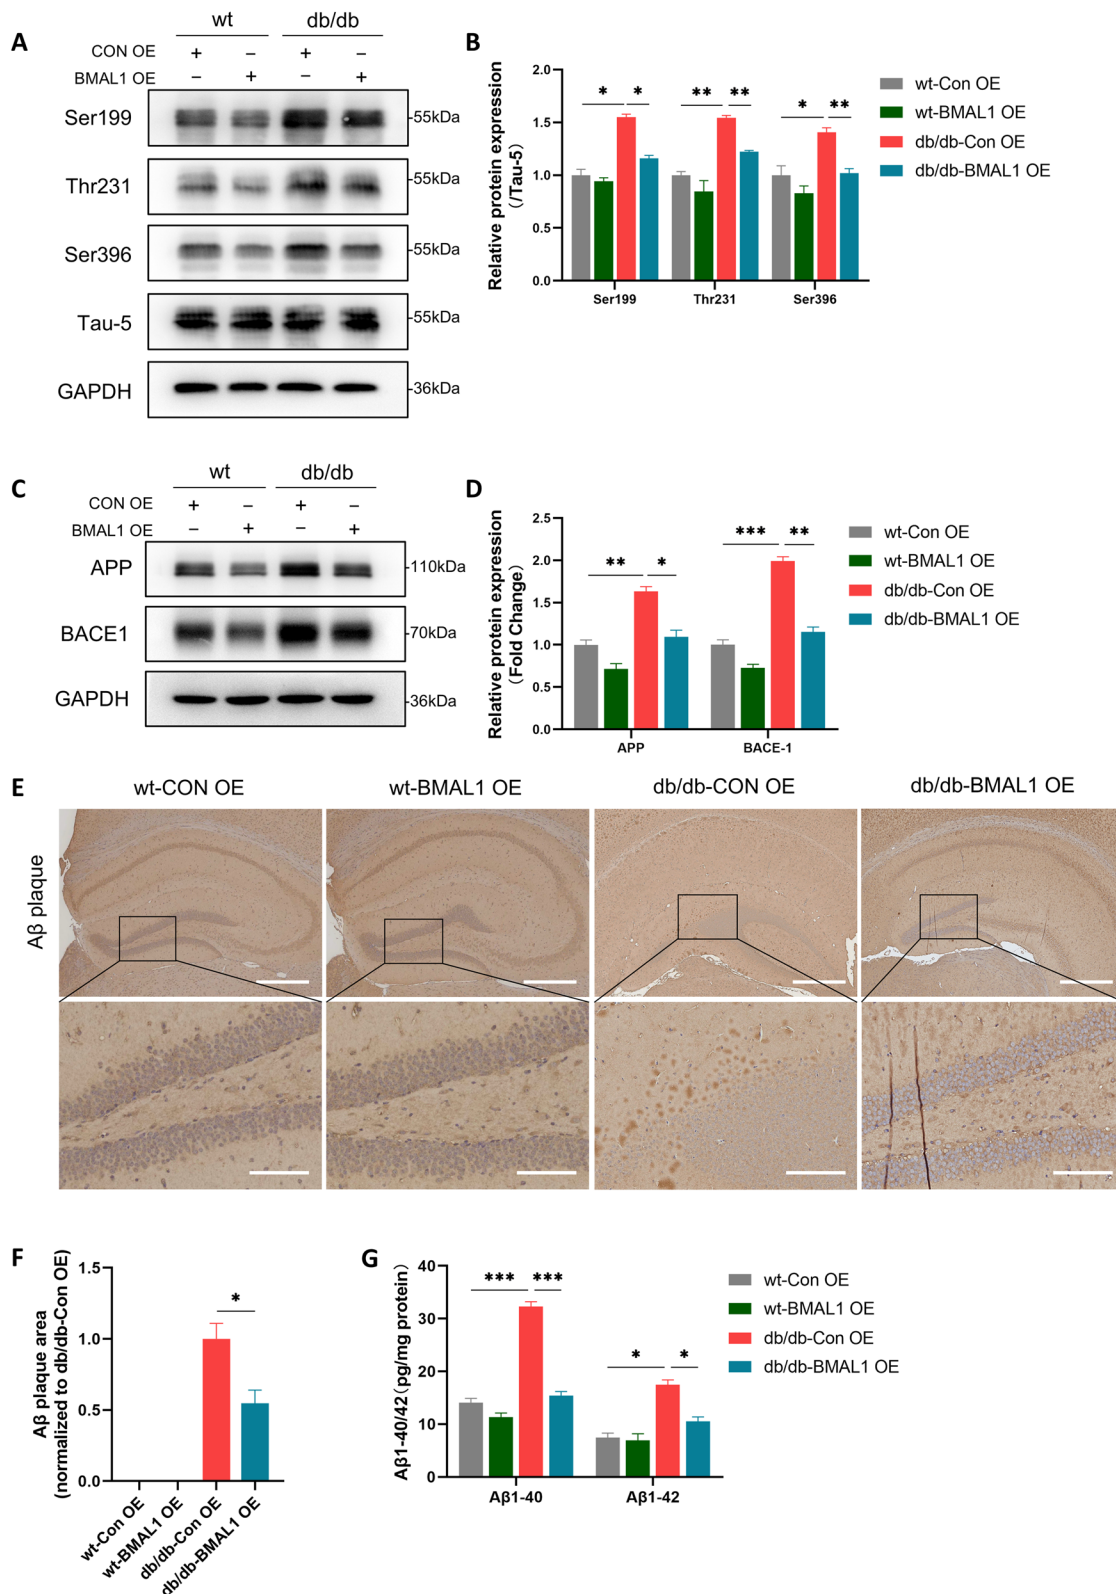 A
wt db/db
CON OE + – + –
BMAL1 OE – + – +
Ser199 -55kDa
Thr231 -55kDa
Ser396 -55kDa
Tau-5 -55kDa
GAPDH -36kDa
B
Relative protein expression
(/Tau-5)
2.0
1.5
1.0
0.5
0.0
* * ** ** * **
Ser199 Thr231 Ser396
wt-Con OE
wt-BMAL1 OE
db/db-Con OE
db/db-BMAL1 OE
C
wt db/db
CON OE + – + –
BMAL1 OE – + – +
APP -110kDa
BACE1 -70kDa
GAPDH -36kDa
D
Relative protein expression
(Fold Change)
2.5
2.0
1.5
1.0
0.5
0.0
** * *** **
APP BACE-1
wt-Con OE
wt-BMAL1 OE
db/db-Con OE
db/db-BMAL1 OE
E
wt-CON OE wt-BMAL1 OE db/db-CON OE db/db-BMAL1 OE
Aβ plaque
F
Aβ plaque area
(normalized to db/db-Con OE)
1.5
1.0
0.5
0.0
*
wt-Con OE
wt-BMAL1 OE
db/db-Con OE
db/db-BMAL1 OE
G
Aβ1-40/42(pg/mg protein)
40
30
20
10
0
*** *** * *
Aβ1-40 Aβ1-42
wt-Con OE
wt-BMAL1 OE
db/db-Con OE
db/db-BMAL1 OE